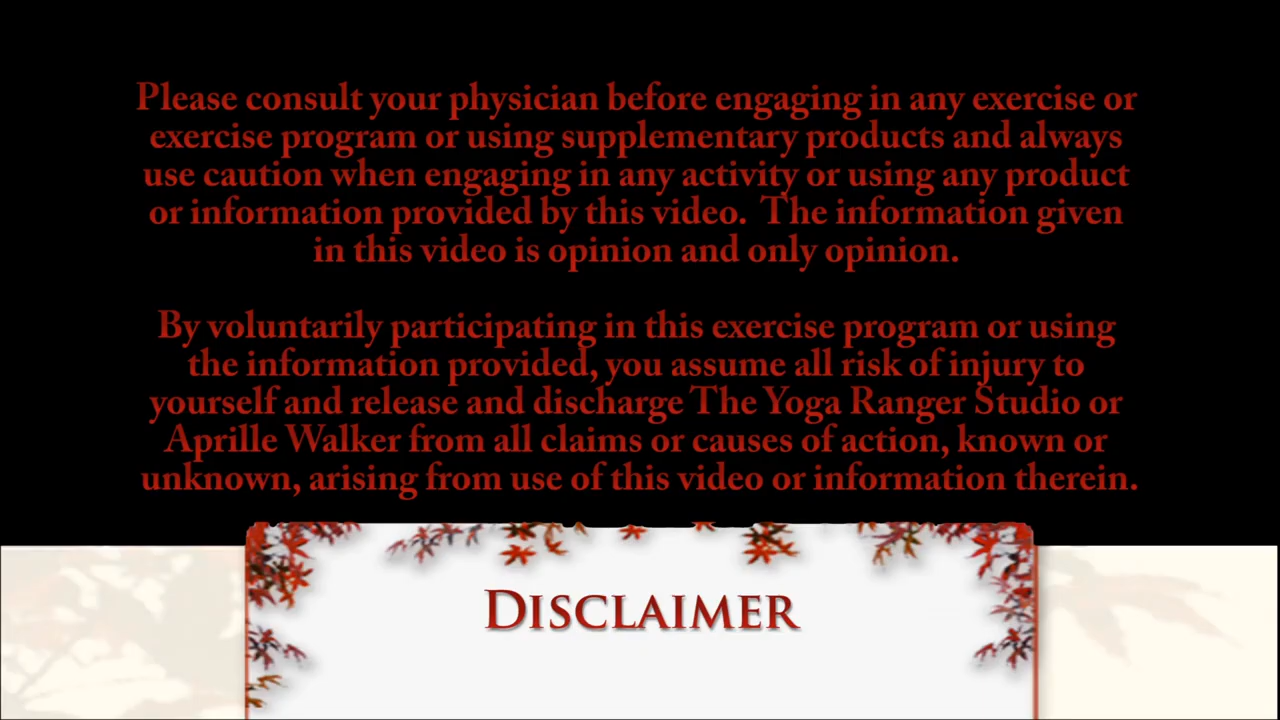 Please consult your physician before engaging in any exercise or
exercise program or using supplementary products and always
use caution when engaging in any activity or using any product
or information provided by this video.  The information given
in this video is opinion and only opinion.
By voluntarily participating in this exercise program or using
the information provided, you assume all risk of injury to
yourself and release and discharge The Yoga Ranger Studio or
Aprille Walker from all claims or causes of action, known or
unknown, arising from use of this video or information therein.
DISCLAIMER